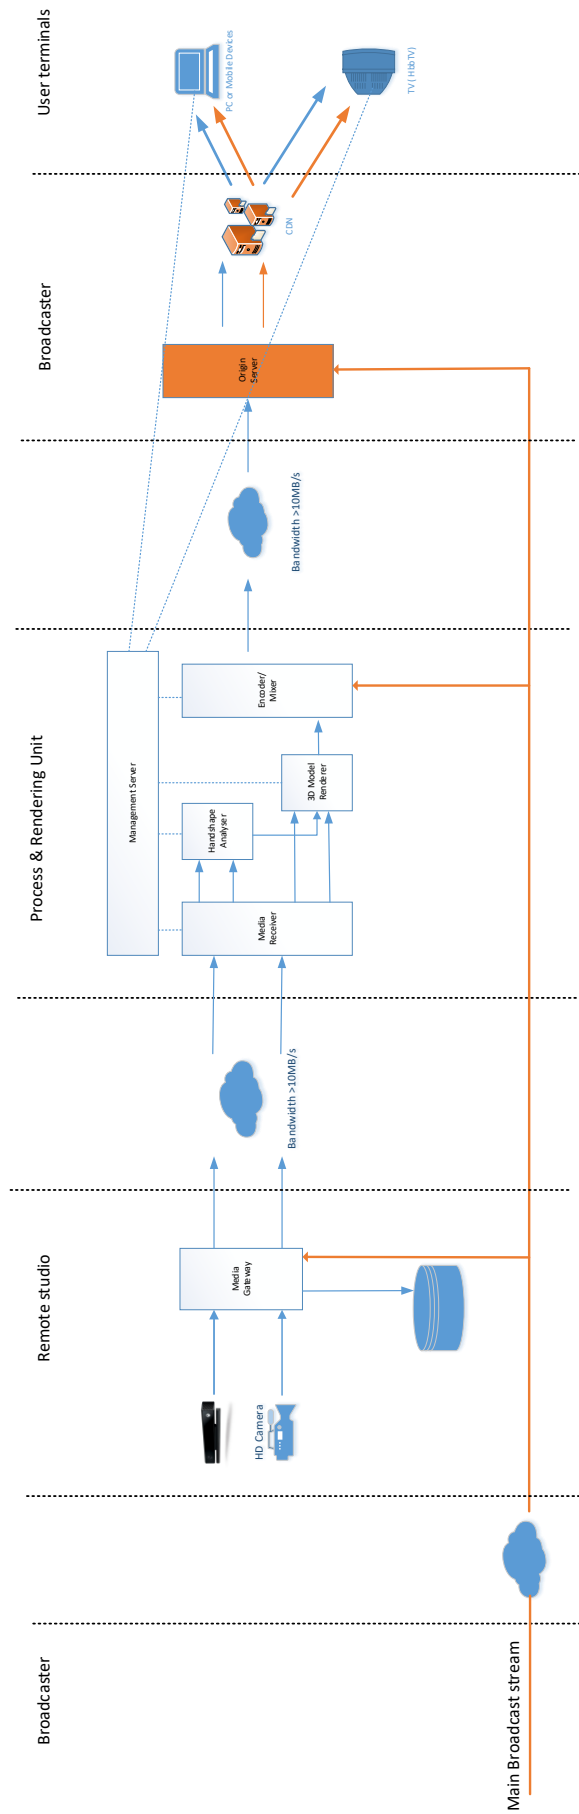 Broadcaster
Remote studio
Process & Rendering Unit
Broadcaster
User terminals
Main Broadcast stream
HD Camera
Media
Gateway
Bandwidth >10MB/s
Management Server
Media
Receiver
Handshape
Analyser
3D Model
Renderer
Encoder/
Mixer
Bandwidth >10MB/s
Origin
Server
CDN
PC or Mobile Devices
TV ( HbbTV)